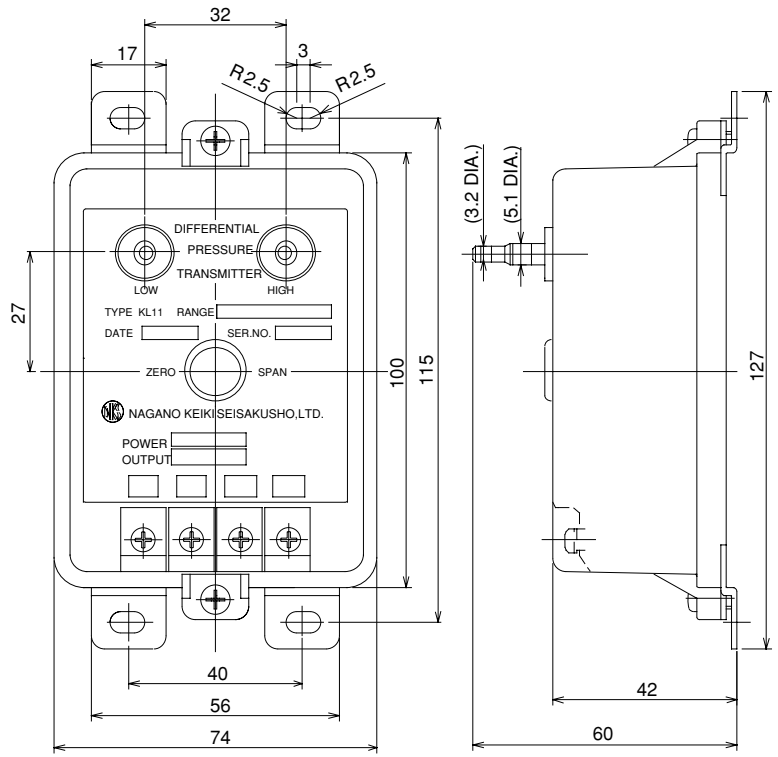 32
17
3
R2.5
R2.5
(3.2 DIA.)
(5.1 DIA.)
DIFFERENTIAL
PRESSURE
TRANSMITTER
LOW
HIGH
TYPE KL11 RANGE
DATE
SER.NO.
27
ZERO
SPAN
100
115
127
NAGANO KEIKI SEISAKUSHO,LTD.
POWER
OUTPUT
40
56
74
42
60